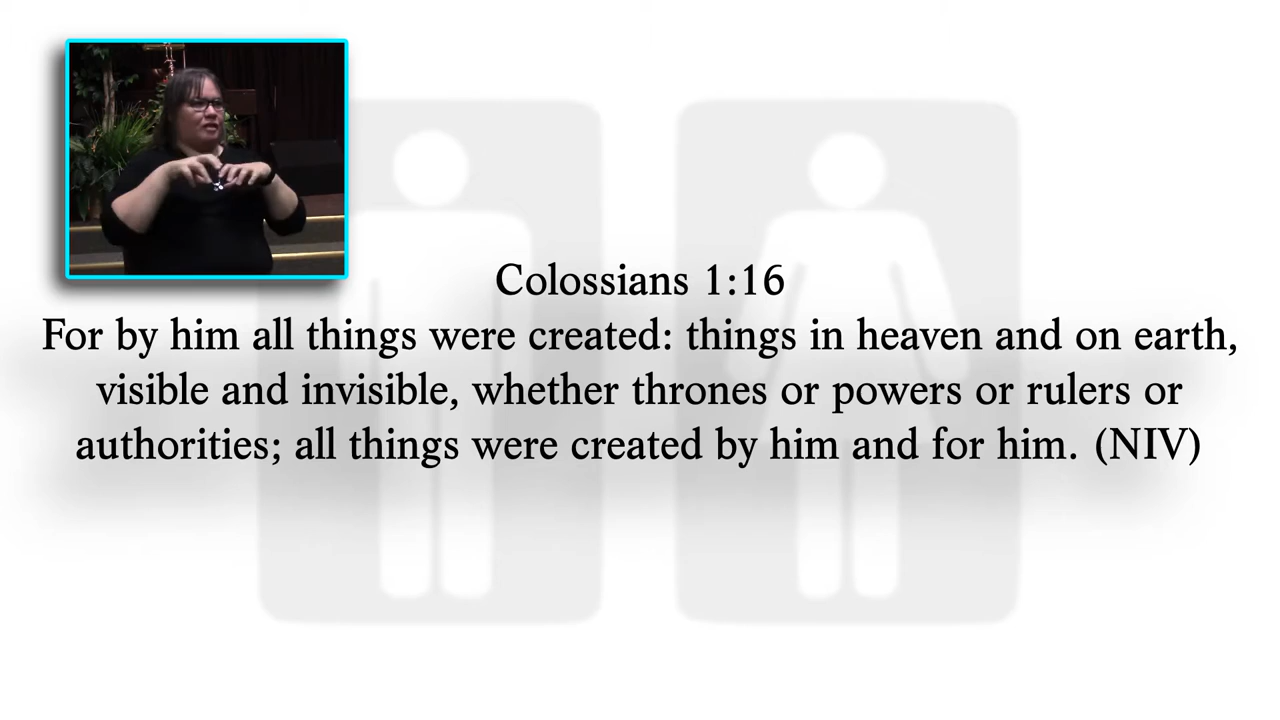 Colossians 1:16
For by him all things were created: things in heaven and on earth,
visible and invisible, whether thrones or powers or rulers or
authorities; all things were created by him and for him. (NIV)